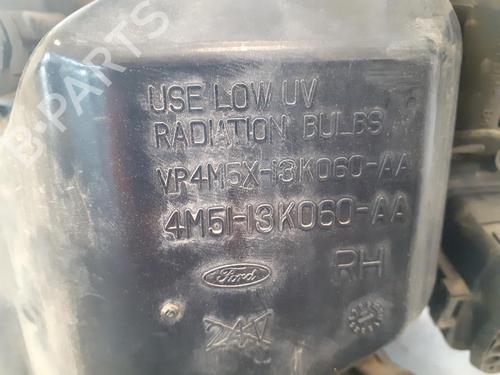 USE LOW UV
RADIATION BULBS
VP4M5X-13K060-AA
4M51-13K060-AA
Ford
RH
B-PARTS